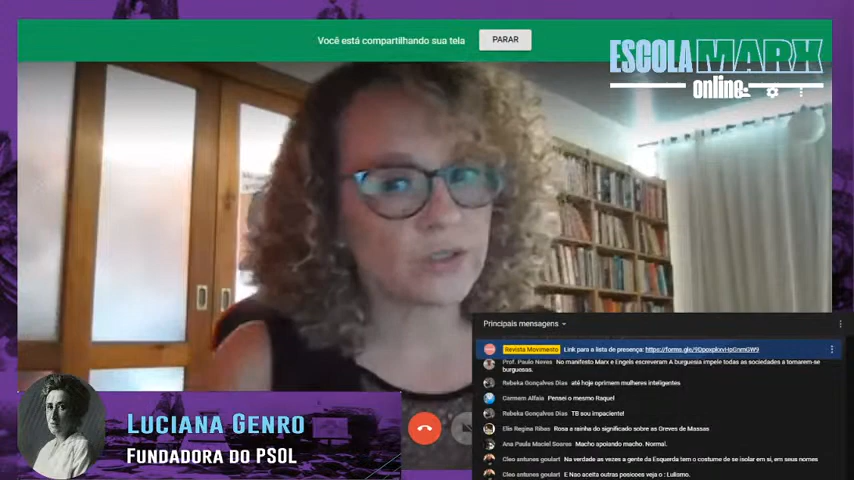 Você está compartilhando sua tela
PARAR
ESCOLA MARX
online
Principais mensagens
Revista Movimento Link para a lista de presença:
Prof. Paulo Neves No manifesto Marx e Engels escreveram A burguesia impele todas as sociedades a tornarem-se
burguesas.
Rebeka Gonçalves Dias até hoje oprimem mulheres inteligentes
Carmem Alfaia Pensei o mesmo Raquel
Rebeka Gonçalves Dias TB sou impaciente!
Elin Regina Ribas Rosa a rainha do significado sobre as Greves de Massas
Ana Paula Maciel Soares Macho apoiando macho. Normal.
Cleo antunes goulart Na verdade as vezes a gente da Esquerda tem o costume de se isolar em si, em seus nomes
Cleo antunes goulart E Nao aceita outras posicoes veja o : Lulismo.
LUCIANA GENRO
FUNDADORA DO PSOL